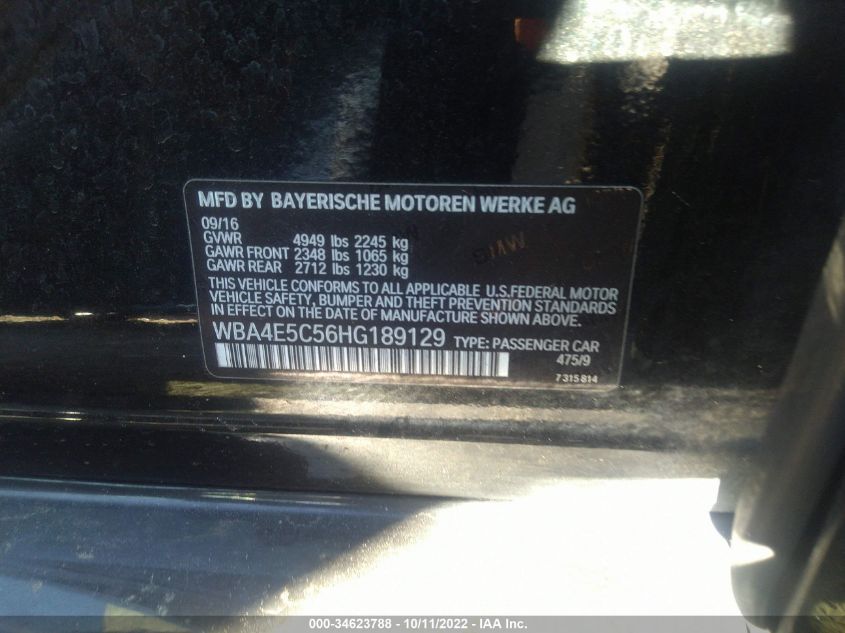 MFD BY BAYERISCHE MOTOREN WERKE AG
09/16
GVWR 4949 lbs 2245 kg
GAWR FRONT 2348 lbs 1065 kg
GAWR REAR 2712 lbs 1230 kg
THIS VEHICLE CONFORMS TO ALL APPLICABLE U.S.FEDERAL MOTOR
VEHICLE SAFETY, BUMPER AND THEFT PREVENTION STANDARDS
IN EFFECT ON THE DATE OF MANUFACTURE SHOWN ABOVE.
WBA4E5C56HG189129 TYPE: PASSENGER CAR
475/9
7315814
000-34623788 - 10/11/2022 - IAA Inc.